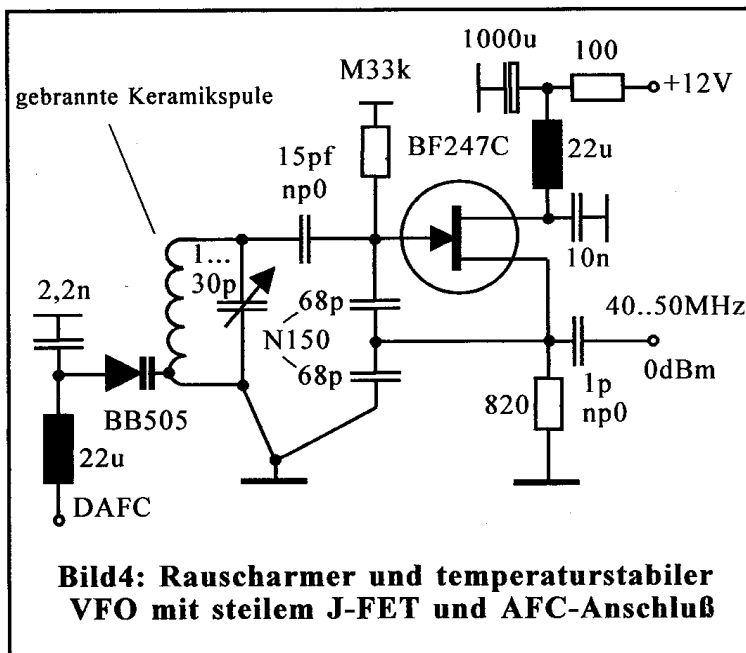 1000u
100
M33k
+12V
gebrannte Keramikspule
BF247C
22u
15pf
np0
1...
30p
10n
2,2n
68p
N150
68p
40..50MHz
0dBm
1p
np0
820
BB505
22u
DAFC
Bild4: Rauscharmer und temperaturstabiler
VFO mit steilem J-FET und AFC-Anschluß